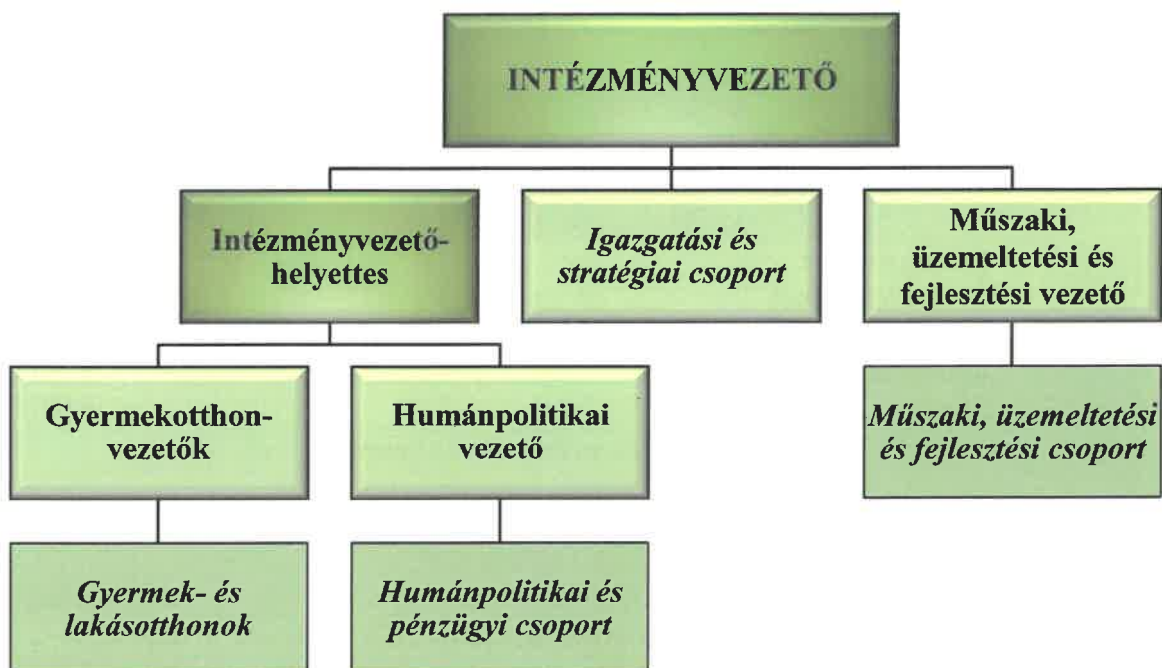 INTÉZMÉNYVEZETŐ
Intézményvezető-
helyettes
Igazgatási és
stratégiai csoport
Műszaki,
üzemeltetési és
fejlesztési vezető
Gyermekotthon-
vezetők
Humánpolitikai
vezető
Műszaki, üzemeltetési
és fejlesztési csoport
Gyermek- és
lakásotthonok
Humánpolitikai és
pénzügyi csoport